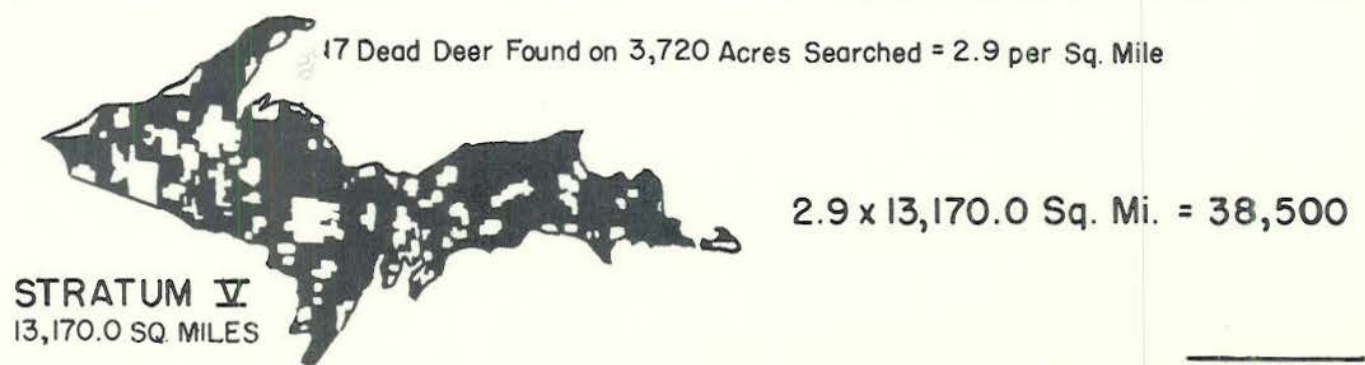 17 Dead Deer Found on 3,720 Acres Searched = 2.9 per Sq. Mile
2.9 x 13,170.0 Sq. Mi. = 38,500
STRATUM V
13,170.0 SQ. MILES